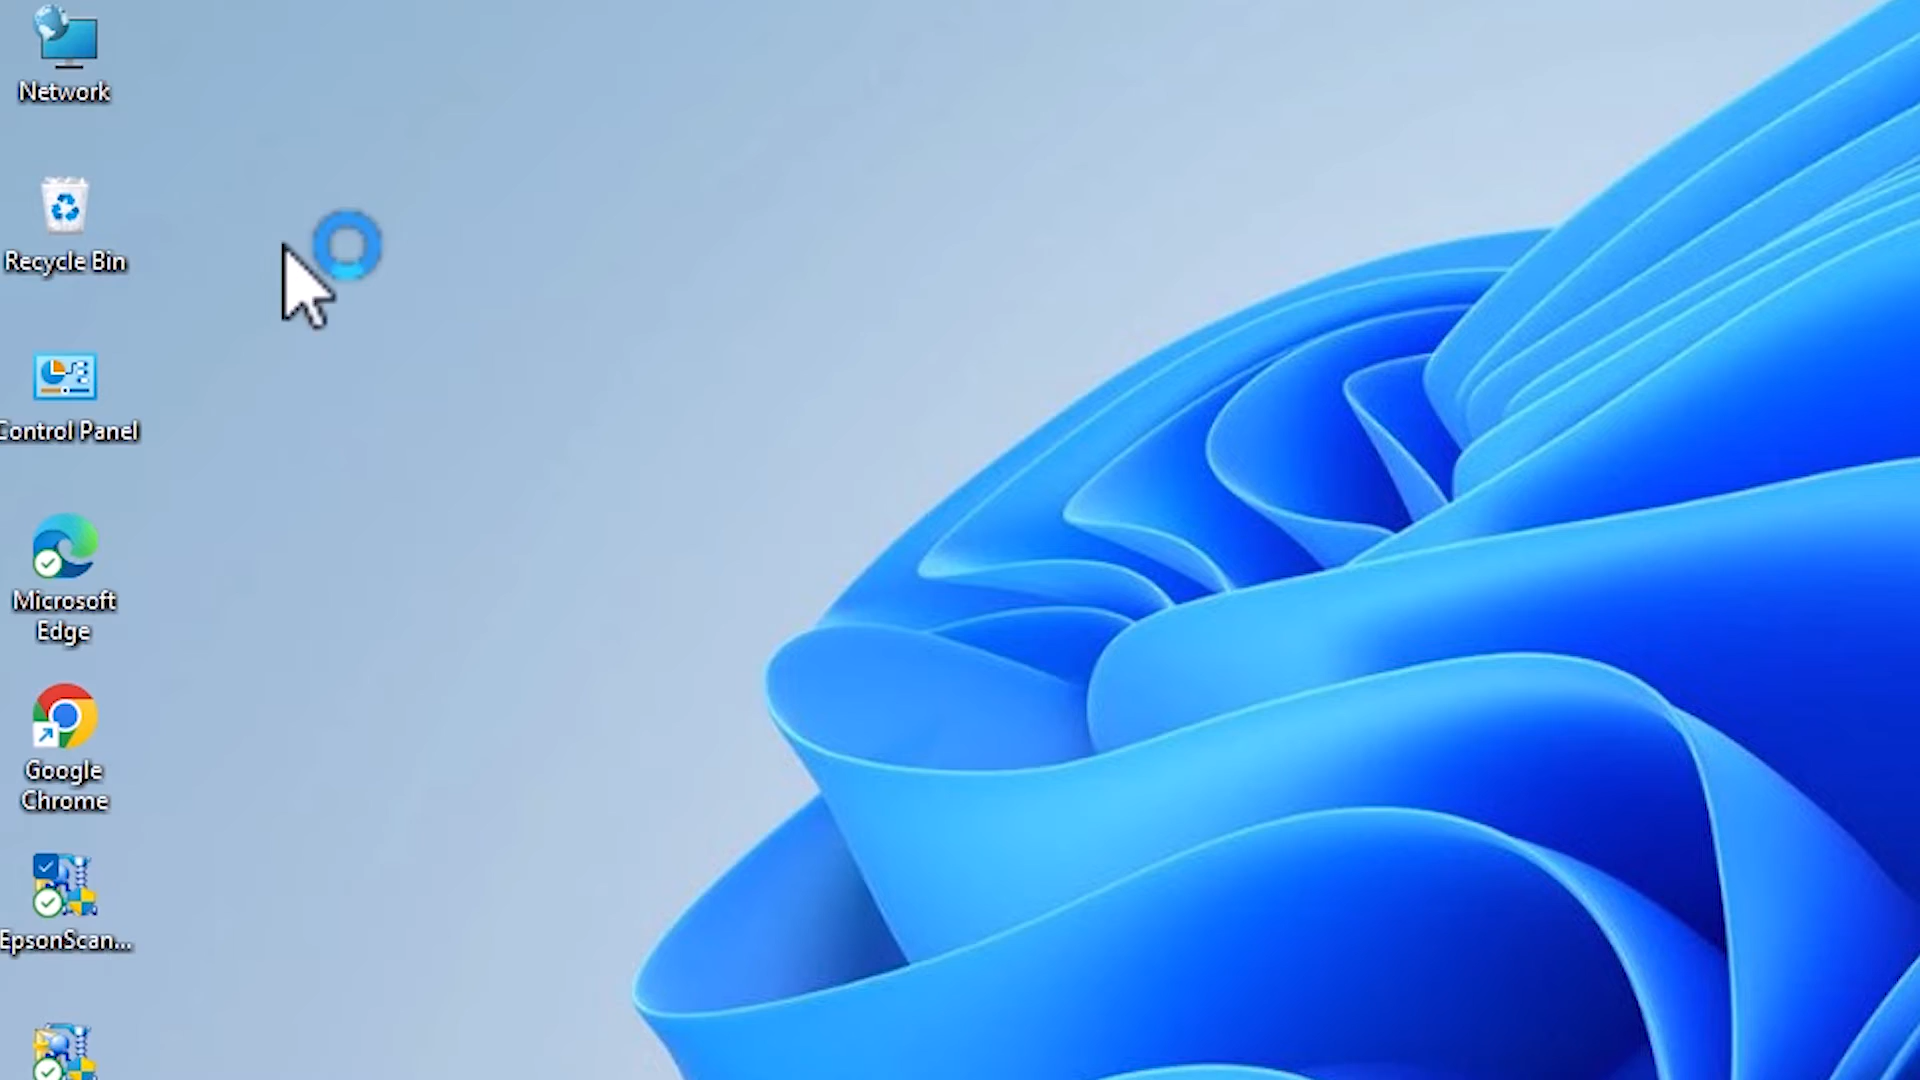 Network
Recycle Bin
Control Panel
Microsoft
Edge
Google
Chrome
EpsonScan...